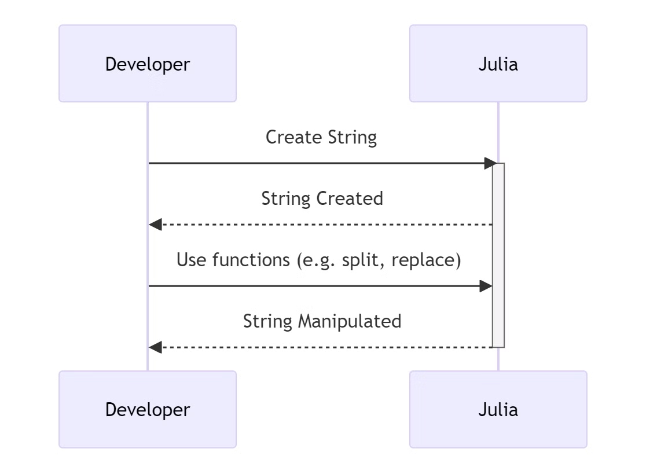 Developer
Julia
Create String
String Created
Use functions (e.g. split, replace)
String Manipulated
Developer
Julia